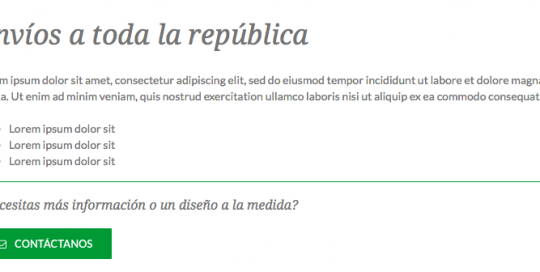 nvíos a toda la república
m ipsum dolor sit amet, consectetur adipiscing elit, sed do eiusmod tempor incididunt ut labore et dolore magna
a. Ut enim ad minim veniam, quis nostrud exercitation ullamco laboris nisi ut aliquip ex ea commodo consequat
Lorem ipsum dolor sit
Lorem ipsum dolor sit
Lorem ipsum dolor sit
cesitas más información o un diseño a la medida?
CONTÁCTANOS